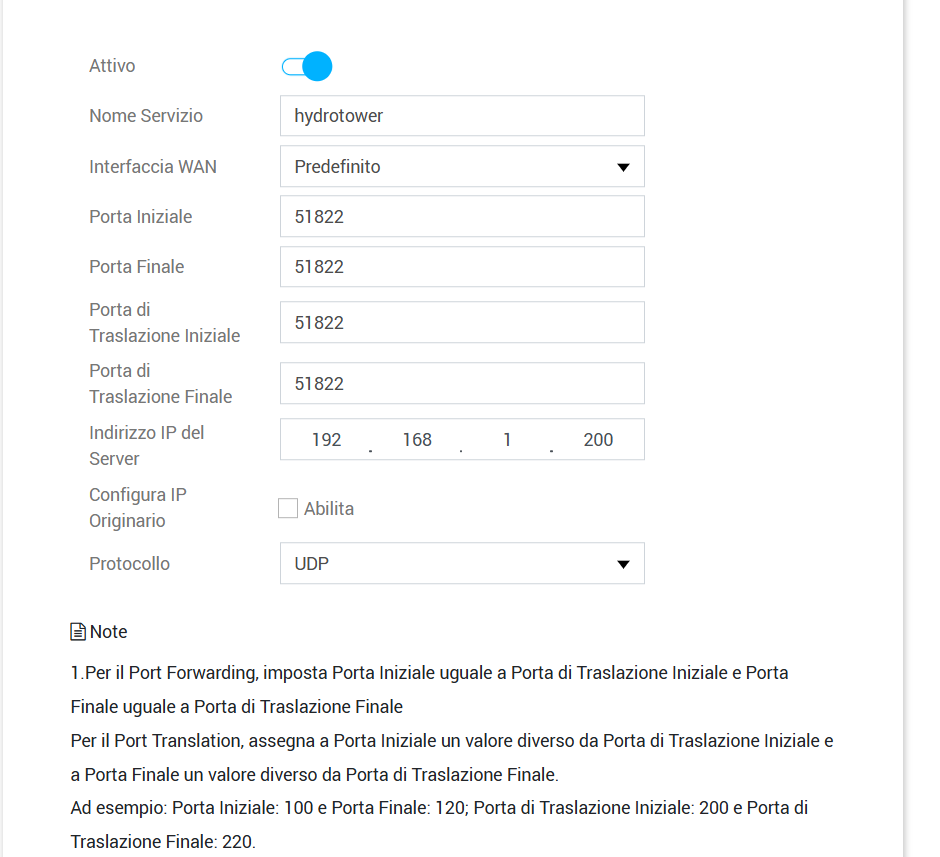 Attivo
Nome Servizio
hydrotower
Interfaccia WAN
Predefinito
Porta Iniziale
51822
Porta Finale
51822
Porta di
Traslazione Iniziale
51822
Porta di
Traslazione Finale
51822
Indirizzo IP del
Server
192 . 168 . 1 . 200
Configura IP
Originario
Abilita
Protocollo
UDP
Note
1.Per il Port Forwarding, imposta Porta Iniziale uguale a Porta di Traslazione Iniziale e Porta
Finale uguale a Porta di Traslazione Finale
Per il Port Translation, assegna a Porta Iniziale un valore diverso da Porta di Traslazione Iniziale e
a Porta Finale un valore diverso da Porta di Traslazione Finale.
Ad esempio: Porta Iniziale: 100 e Porta Finale: 120; Porta di Traslazione Iniziale: 200 e Porta di
Traslazione Finale: 220.